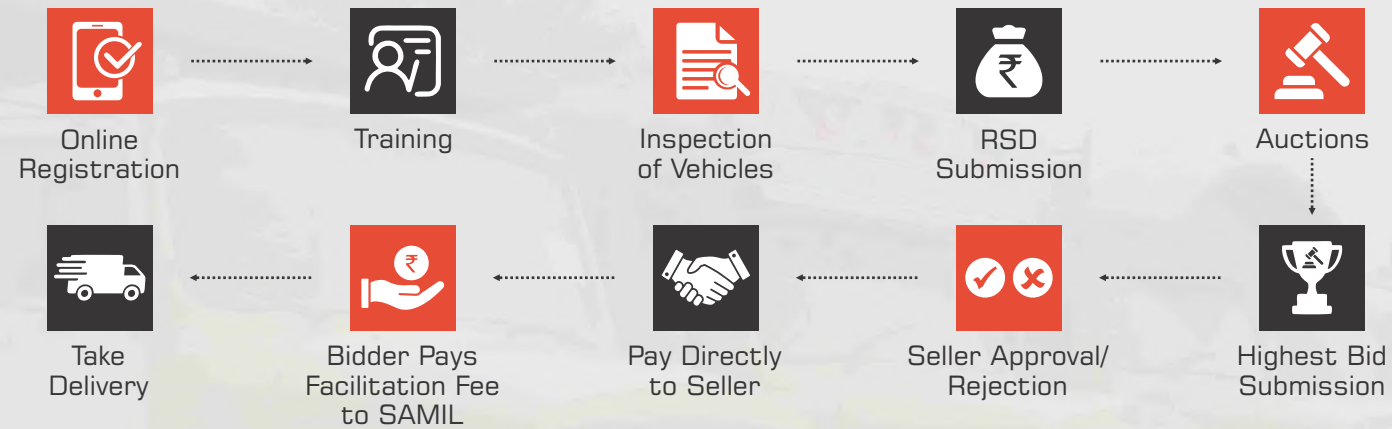 Online
Registration
Training
Inspection
of Vehicles
₹
RSD
Submission
Auctions
Highest Bid
Submission
Seller Approval/
Rejection
Pay Directly
to Seller
₹
Bidder Pays
Facilitation Fee
to SAMIL
Take
Delivery